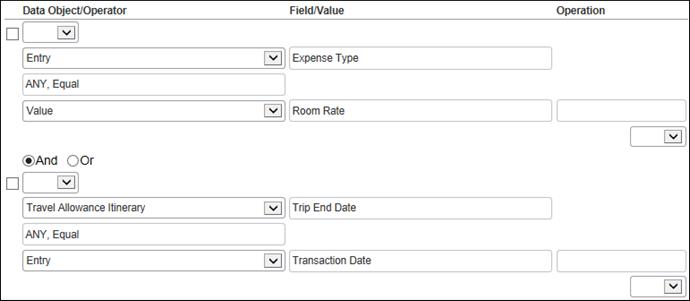 Data Object/Operator Field/Value Operation
Entry Expense Type
ANY, Equal
Value Room Rate
And Or
Travel Allowance Itinerary Trip End Date
ANY, Equal
Entry Transaction Date